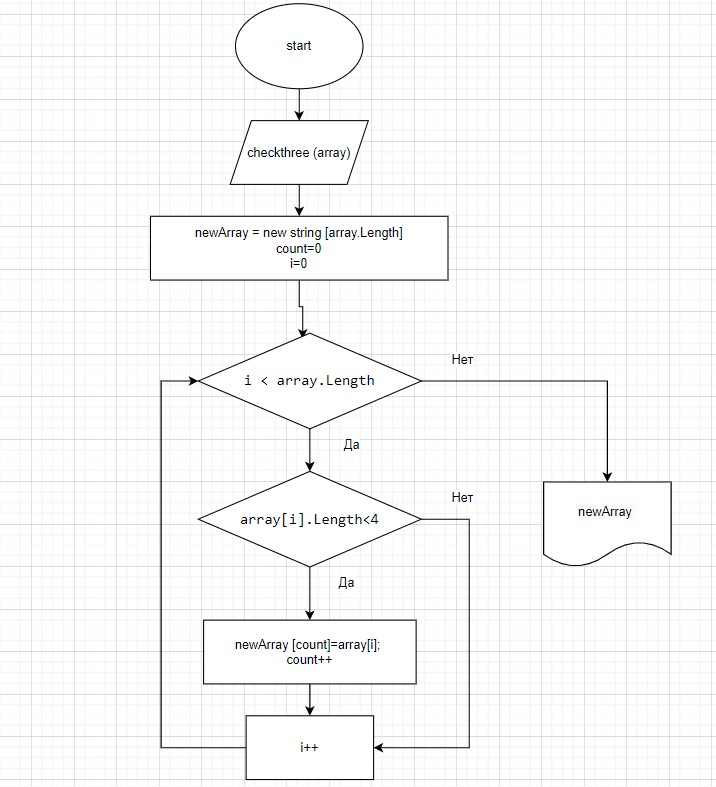 start
checkthree (array)
newArray = new string [array.Length]
count=0
i=0
i < array.Length
Нет
Да
array[i].Length<4
Нет
newArray
Да
newArray [count]=array[i];
count++
i++